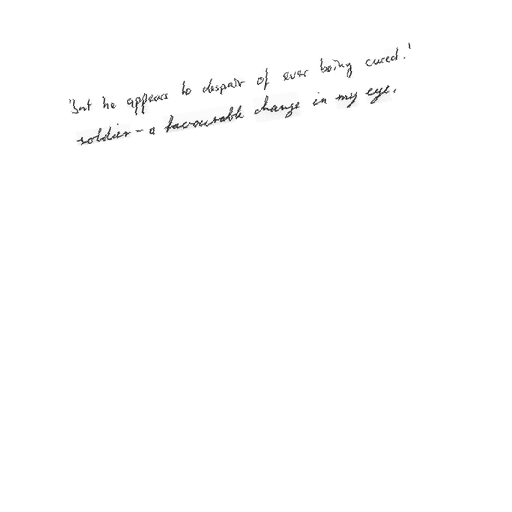 'but he appears to despair of ever being cured.'
soldier - a favourable change in my eye.